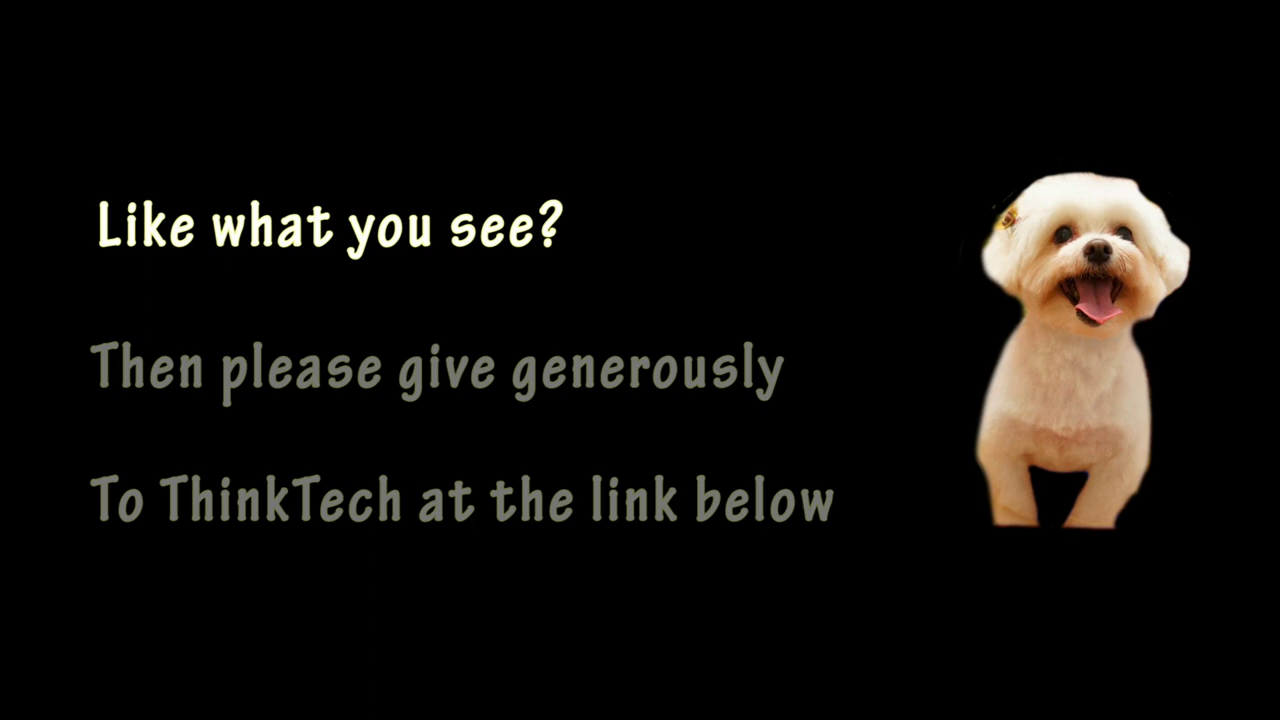 Like what you see?
Then please give generously
To ThinkTech at the link below